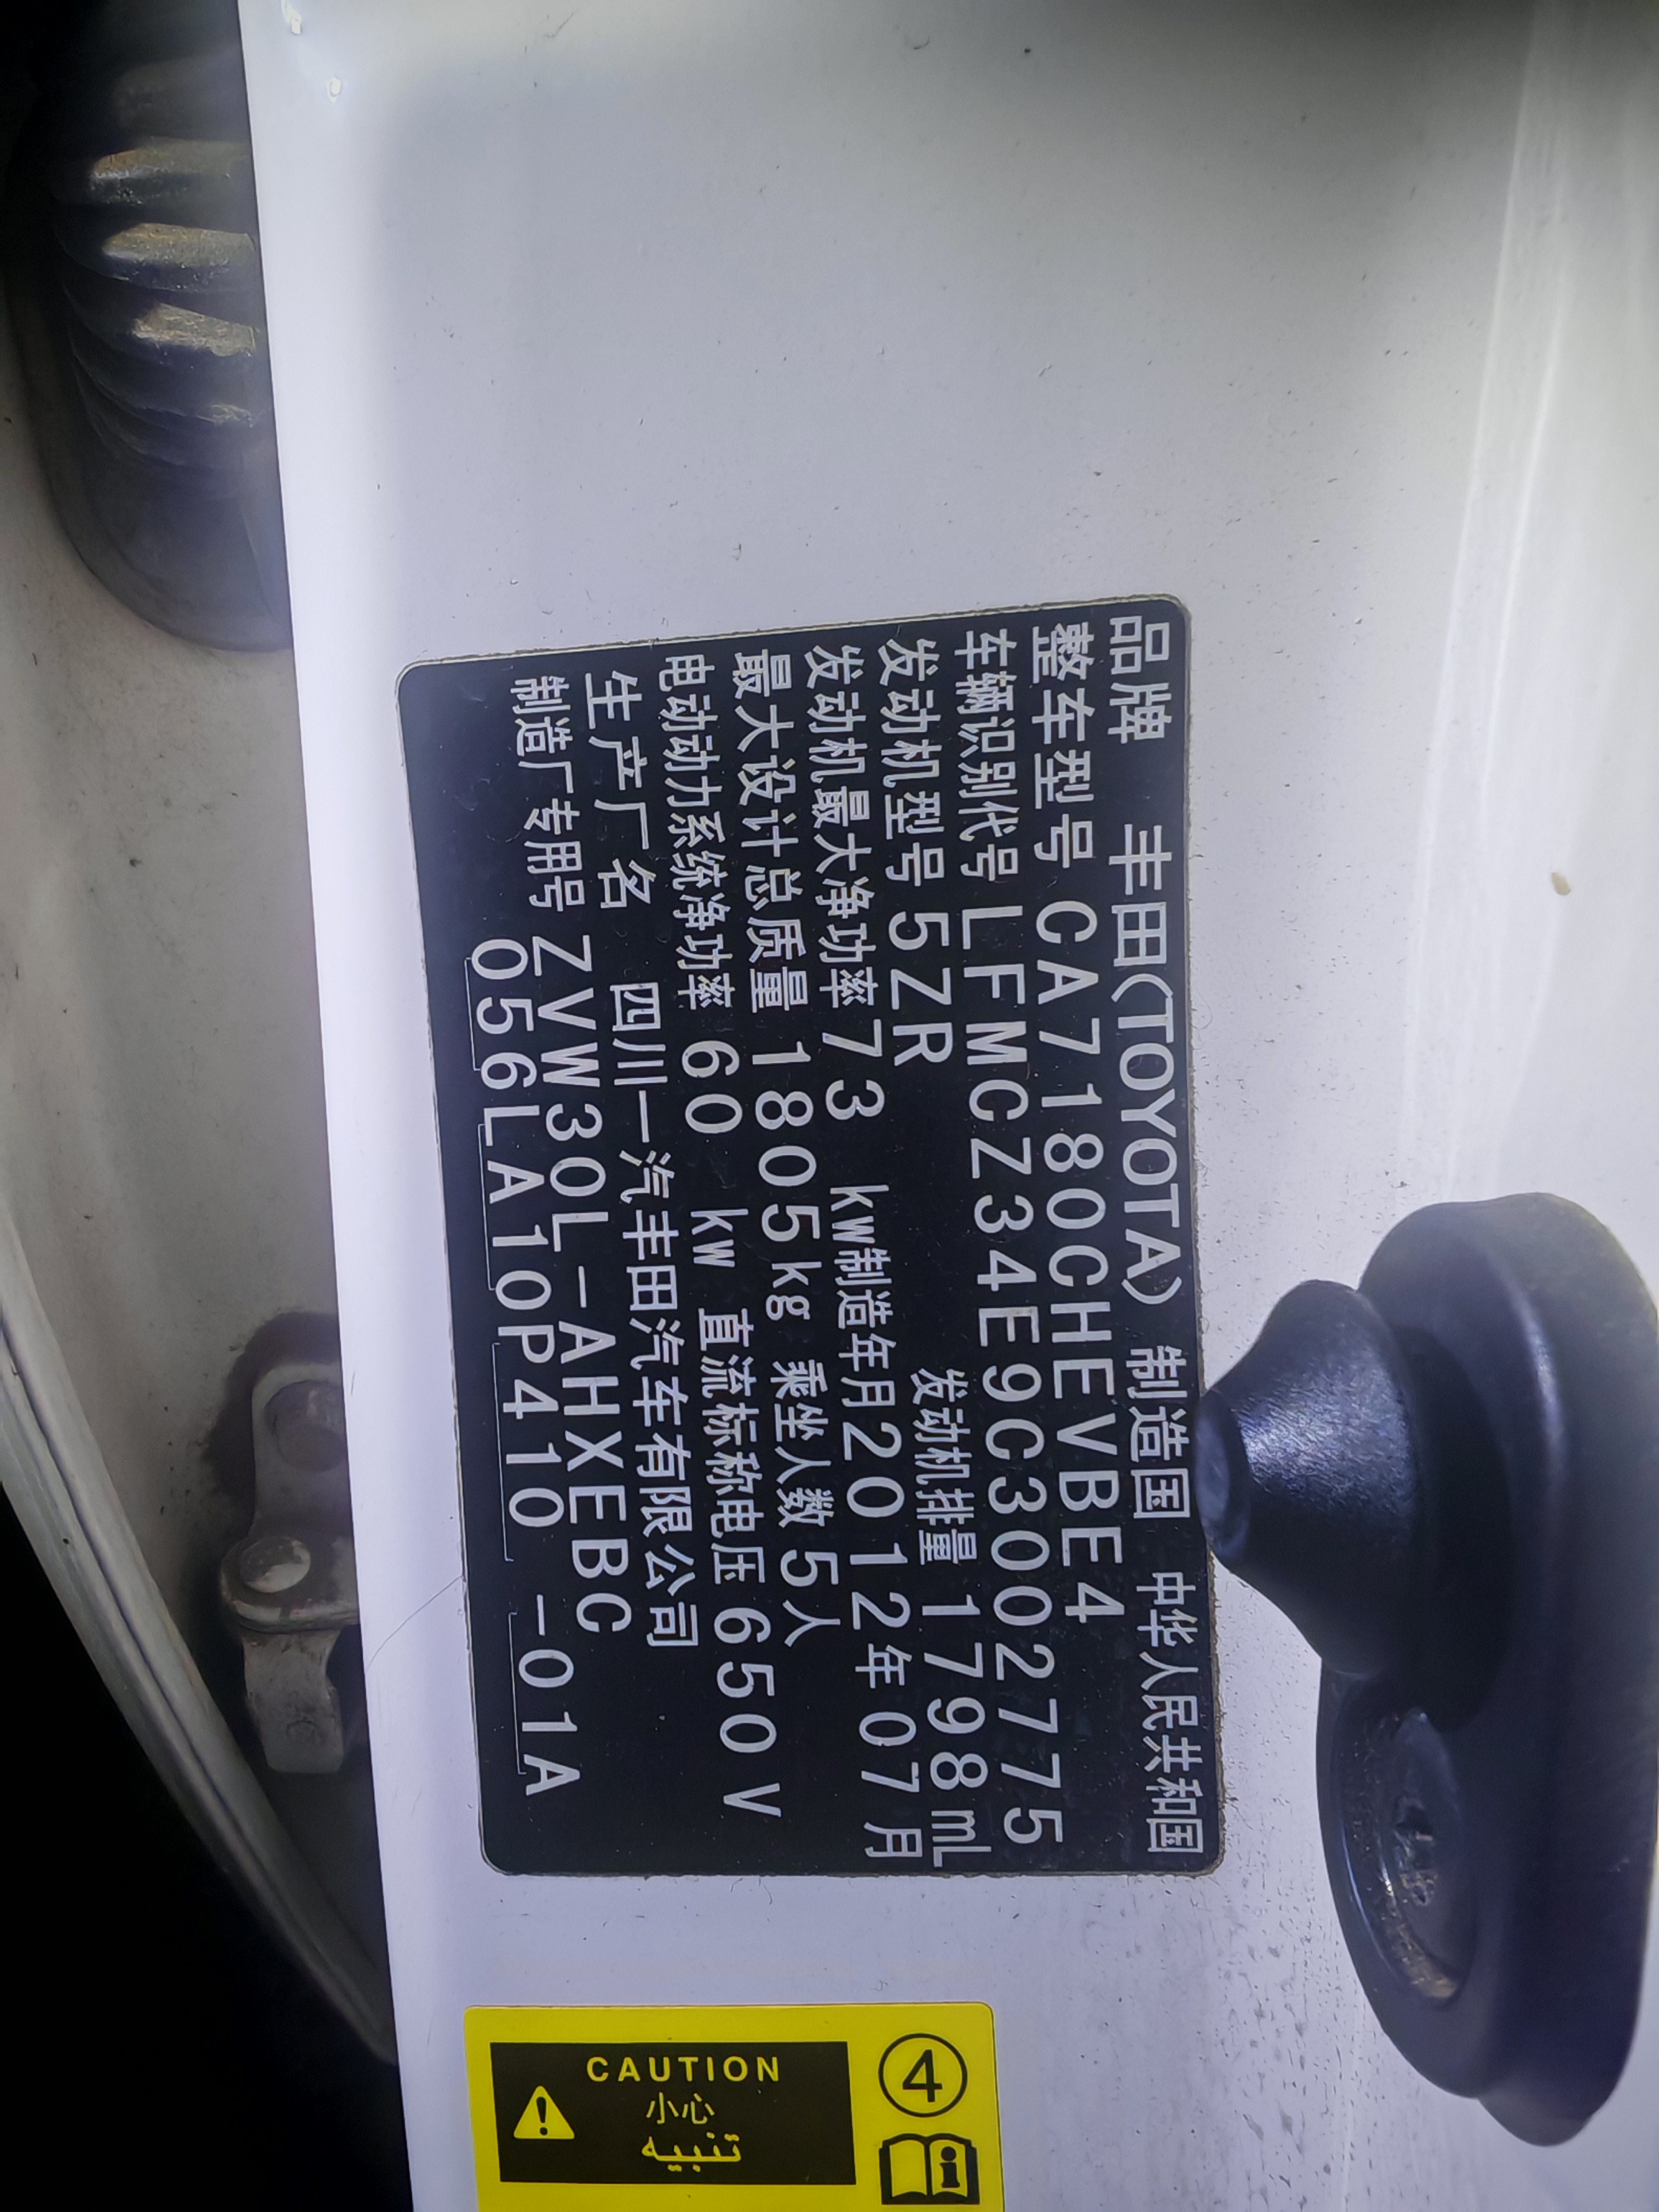 品牌 丰田(TOYOTA) 制造国 中华人民共和国
整车型号 CA7180CHEVBE4
车辆识别代号 LFMCZ34E9C3002775
发动机型号 5ZR 发动机排量 1798 mL
发动机最大净功率 73 kW 制造年月 2012年07月
最大设计总质量 1805kg 乘坐人数 5人
电动动力系统净功率 60 kW 直流标称电压 650 V
生产厂名 四川一汽丰田汽车有限公司
制造厂专用号 ZVW30L-AHXEBC
056LA10P410 -01A
4
CAUTION
小心
تنبيه